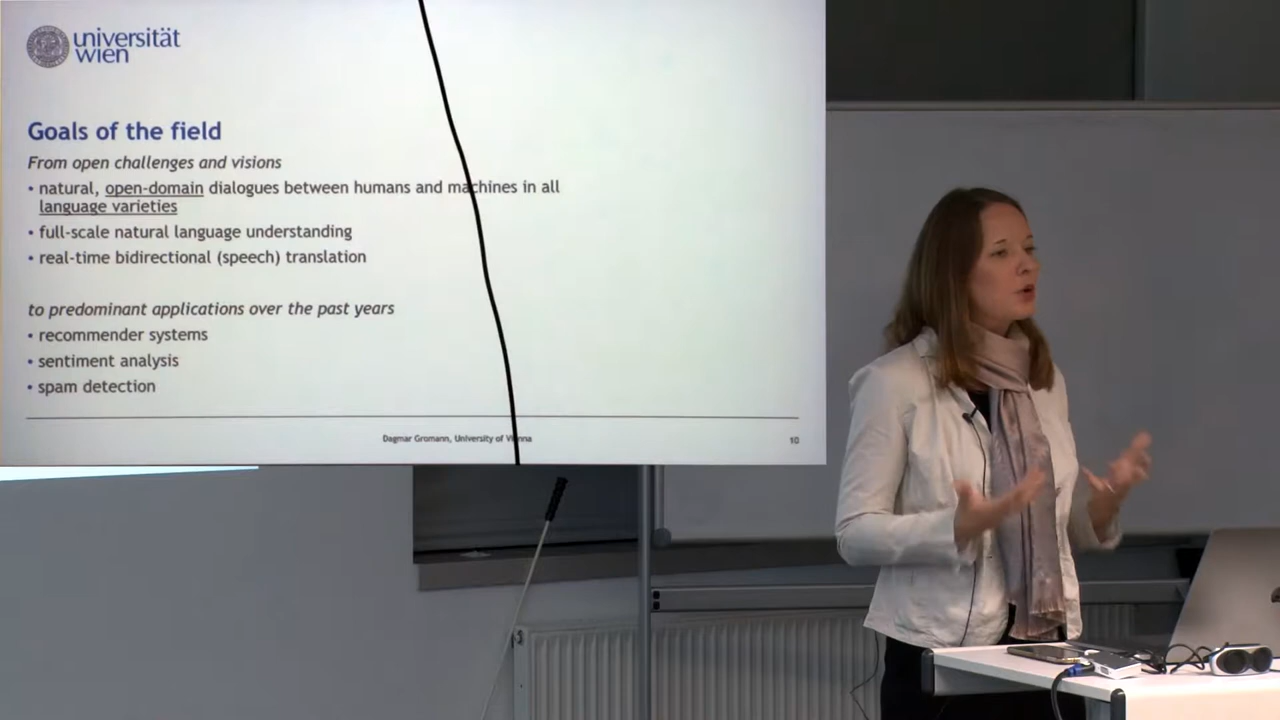 universität
wien
Goals of the field
From open challenges and visions
• natural, open-domain dialogues between humans and machines in all
language varieties
• full-scale natural language understanding
• real-time bidirectional (speech) translation
to predominant applications over the past years
• recommender systems
• sentiment analysis
• spam detection
Dagmar Gromann, University of Vienna
10